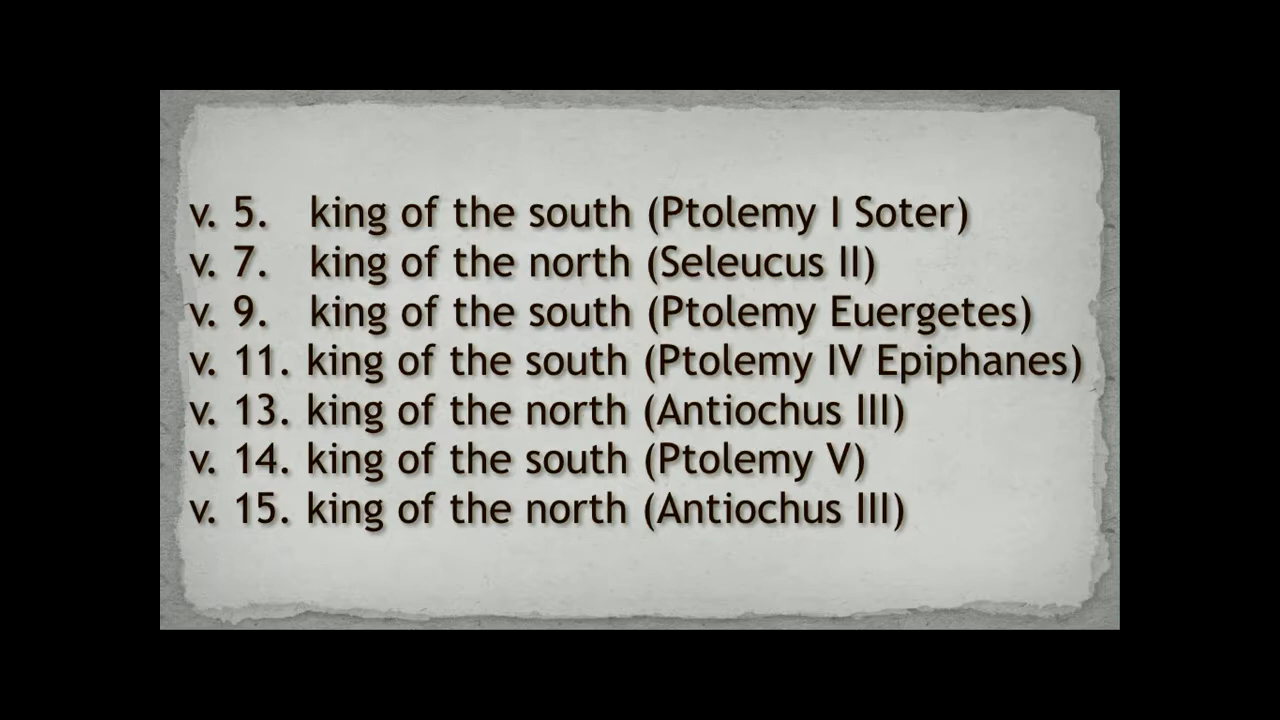 v. 5. king of the south (Ptolemy I Soter)
v. 7. king of the north (Seleucus II)
v. 9. king of the south (Ptolemy Euergetes)
v. 11. king of the south (Ptolemy IV Epiphanes)
v. 13. king of the north (Antiochus III)
v. 14. king of the south (Ptolemy V)
v. 15. king of the north (Antiochus III)